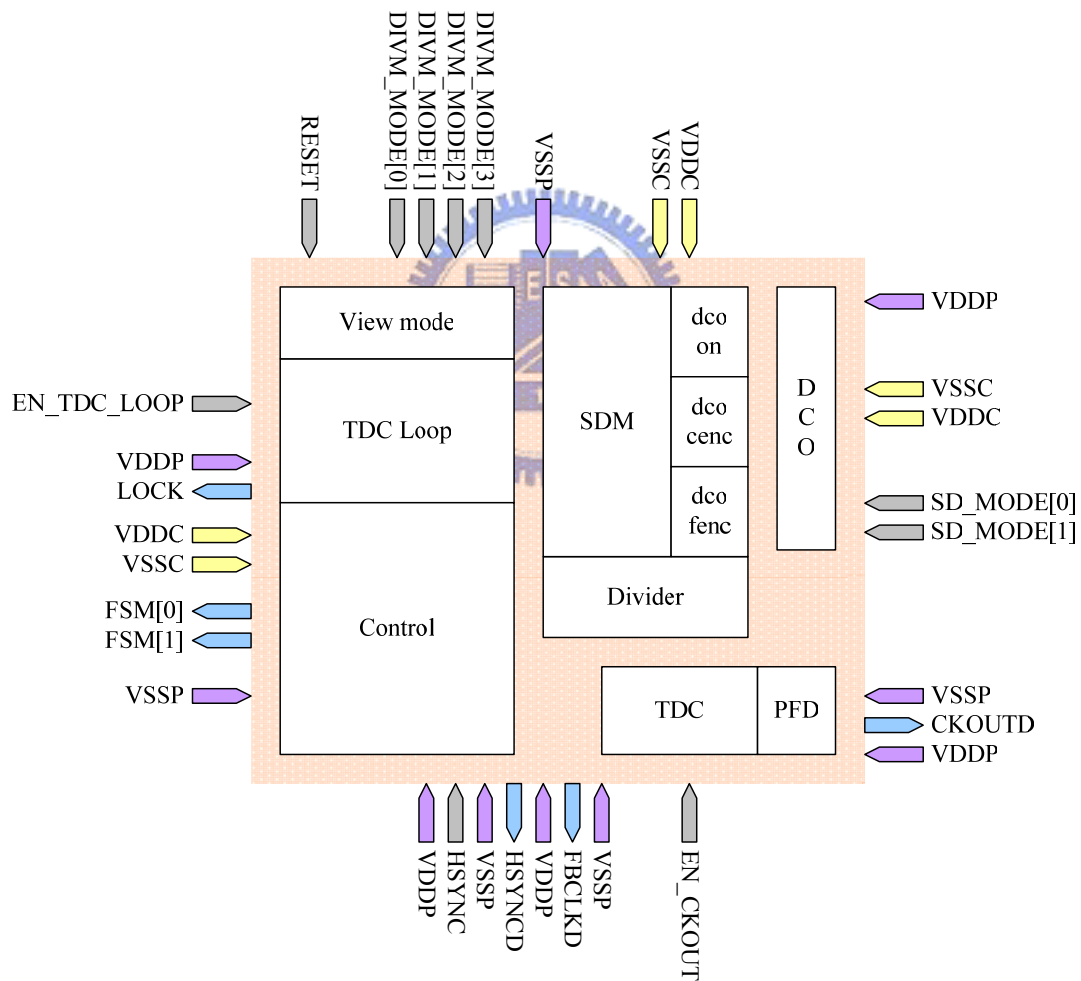 RESET
DIVM_MODE[0]
DIVM_MODE[1]
DIVM_MODE[2]
DIVM_MODE[3]
VSSP
VSSC
VDDC
EN_TDC_LOOP
VDDP
LOCK
VDDC
VSSC
FSM[0]
FSM[1]
VSSP
View mode
TDC Loop
Control
SDM
dco
on
dco
cenc
dco
fenc
Divider
D
C
O
TDC
PFD
VDDP
VSSC
VDDC
SD_MODE[0]
SD_MODE[1]
VSSP
CKOUTD
VDDP
VDDP
HSYNC
VSSP
HSYNCD
VDDP
FBCLKD
VSSP
EN_CKOUT